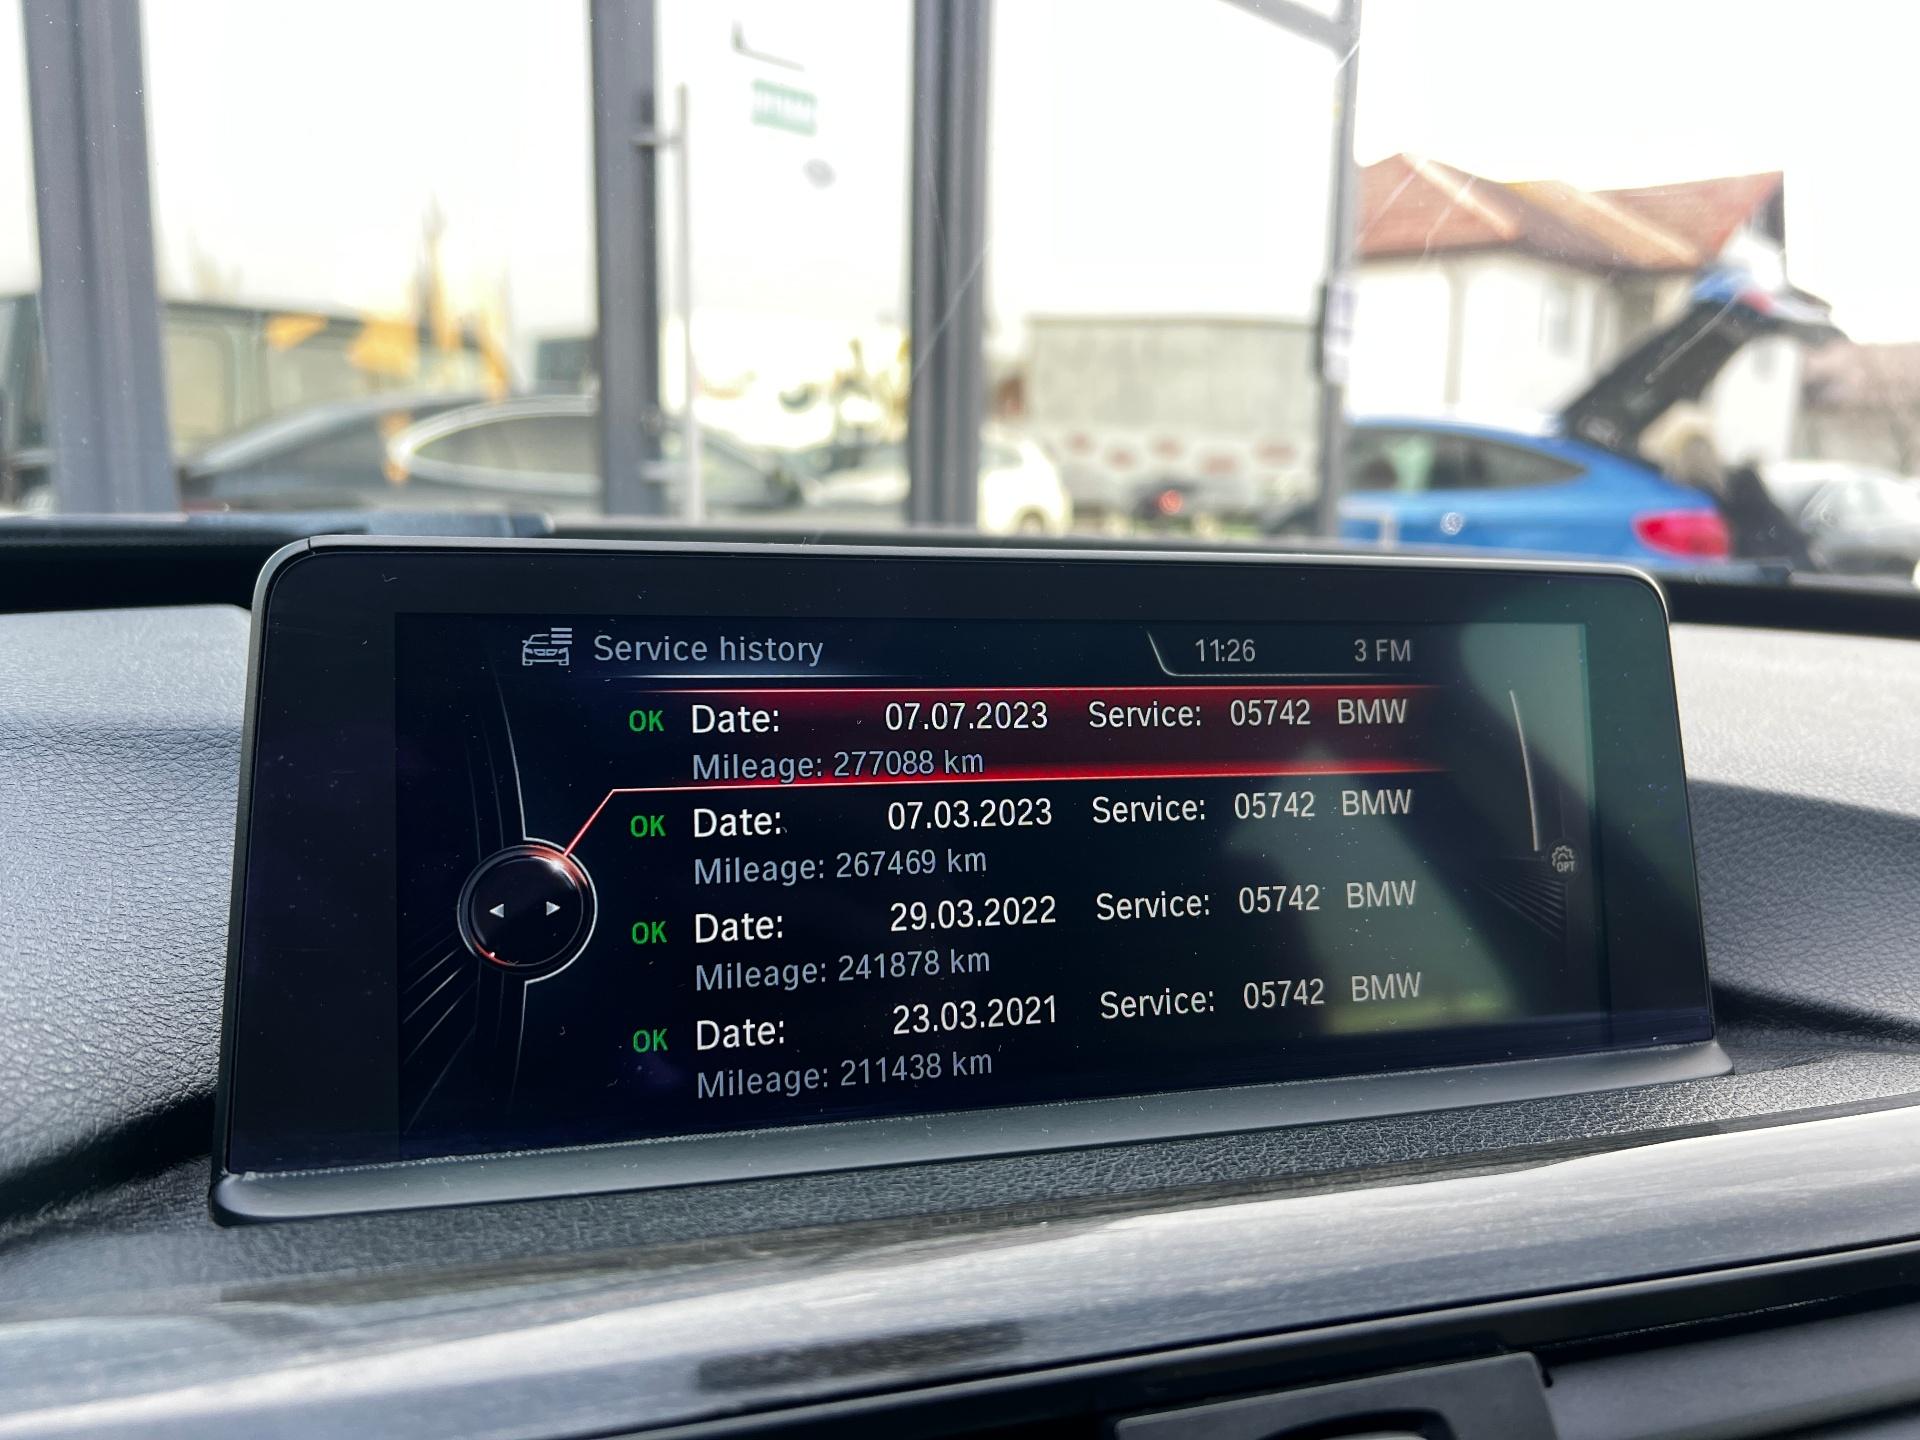 Service history 11:26 3 FM
OK Date: 07.07.2023 Service: 05742 BMW
Mileage: 277088 km
OK Date: 07.03.2023 Service: 05742 BMW
Mileage: 267469 km
OK Date: 29.03.2022 Service: 05742 BMW
Mileage: 241878 km
OK Date: 23.03.2021 Service: 05742 BMW
Mileage: 211438 km
OPT